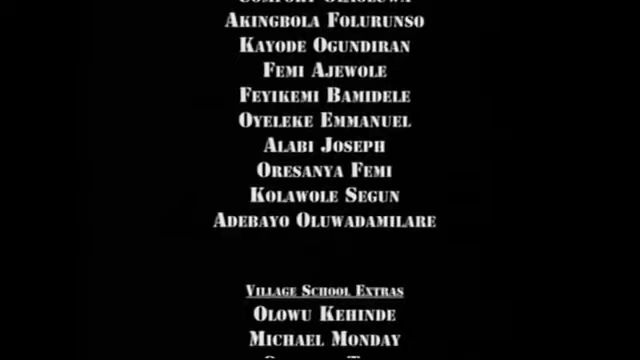 AKINGBOLA FOLURUNSO
KAYODE OGUNDIRAN
FEMI AJEWOLE
FEYIKEMI BAMIDELE
OYELEKE EMMANUEL
ALABI JOSEPH
ORESANYA FEMI
KOLAWOLE SEGUN
ADEBAYO OLUWADAMILARE
VILLAGE SCHOOL EXTRAS
OLOWU KEHINDE
MICHAEL MONDAY